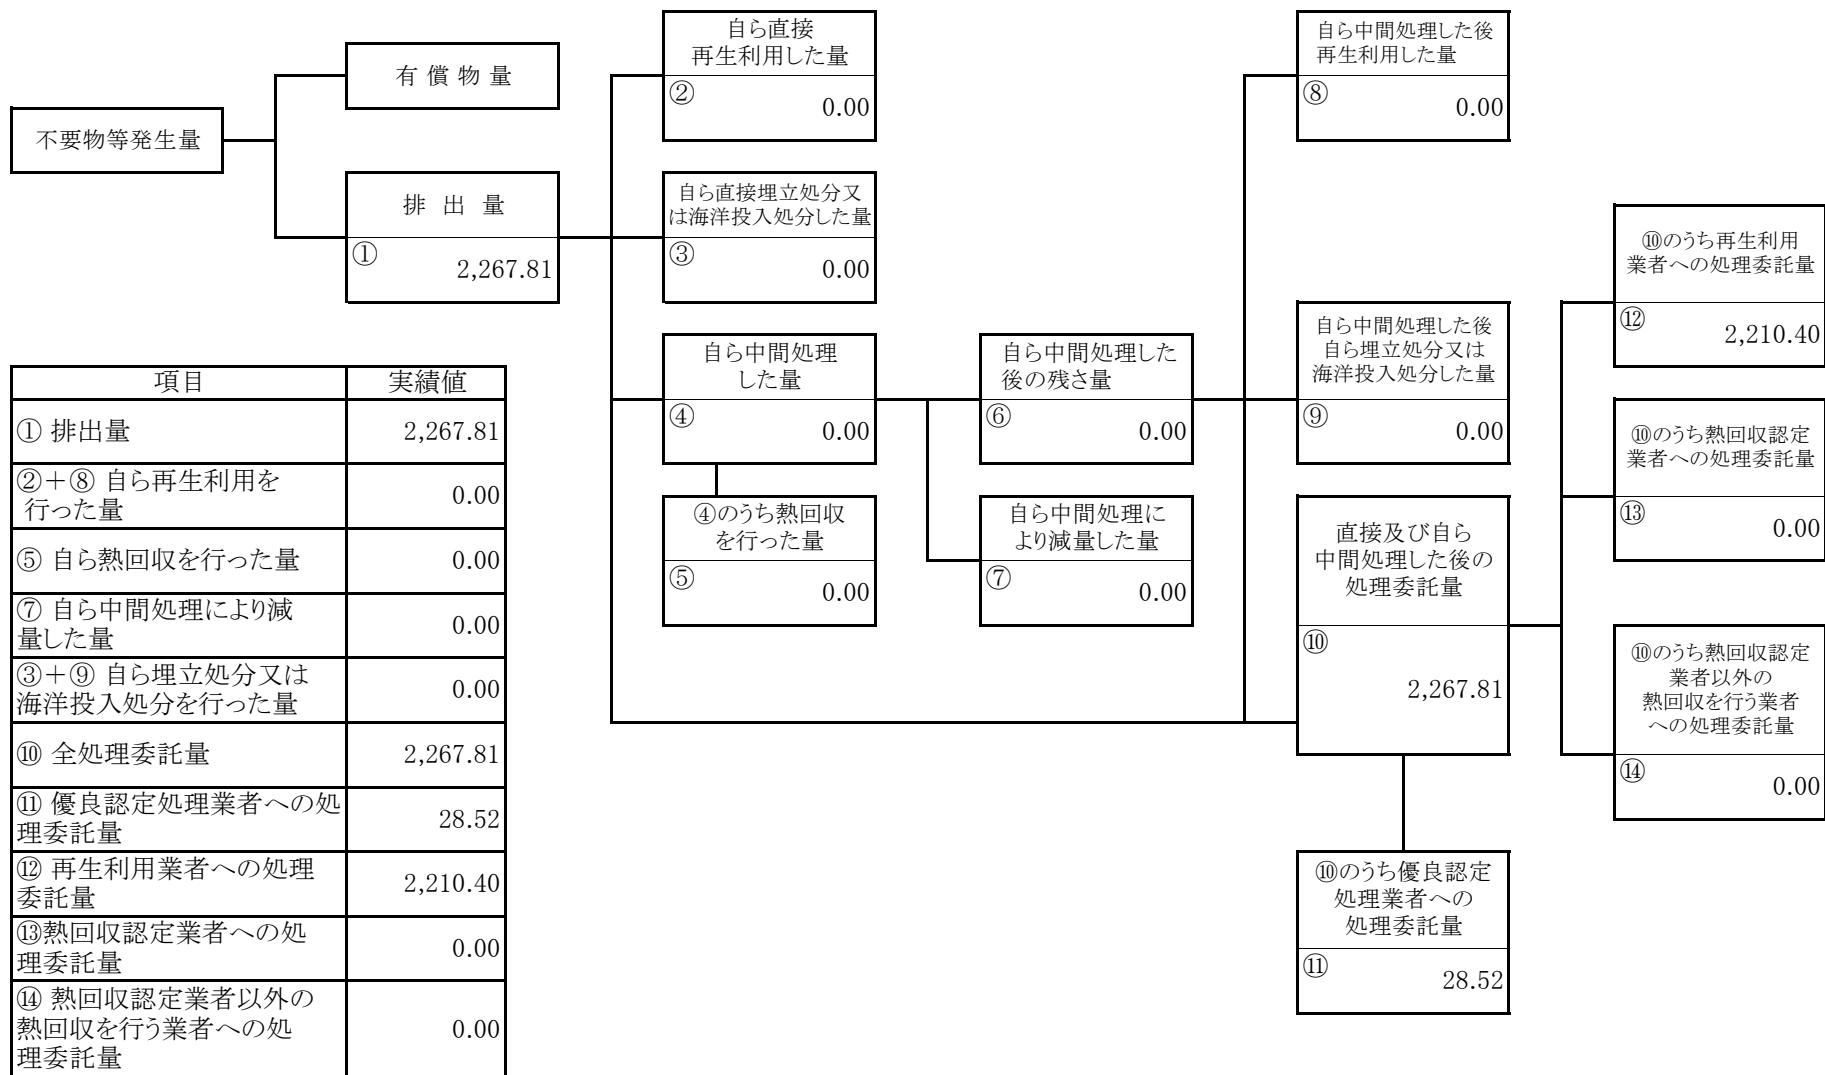 不要物等発生量
有 償 物 量
排 出 量
① 2,267.81
自ら直接
再生利用した量
② 0.00
自ら直接埋立処分又
は海洋投入処分した量
③ 0.00
自ら中間処理
した量
④ 0.00
④のうち熱回収
を行った量
⑤ 0.00
自ら中間処理した
後の残さ量
⑥ 0.00
自ら中間処理に
より減量した量
⑦ 0.00
自ら中間処理した後
再生利用した量
⑧ 0.00
自ら中間処理した後
自ら埋立処分又は
海洋投入処分した量
⑨ 0.00
直接及び自ら
中間処理した後の
処理委託量
⑩
2,267.81
⑩のうち優良認定
処理業者への
処理委託量
⑪ 28.52
⑩のうち再生利用
業者への処理委託量
⑫ 2,210.40
⑩のうち熱回収認定
業者への処理委託量
⑬ 0.00
⑩のうち熱回収認定
業者以外の
熱回収を行う業者
への処理委託量
⑭ 0.00
項目 実績値
① 排出量 2,267.81
②＋⑧ 自ら再生利用を
行った量 0.00
⑤ 自ら熱回収を行った量 0.00
⑦ 自ら中間処理により減
量した量 0.00
③＋⑨ 自ら埋立処分又は
海洋投入処分を行った量 0.00
⑩ 全処理委託量 2,267.81
⑪ 優良認定処理業者への処
理委託量 28.52
⑫ 再生利用業者への処理
委託量 2,210.40
⑬熱回収認定業者への処
理委託量 0.00
⑭ 熱回収認定業者以外の
熱回収を行う業者への処
理委託量 0.00